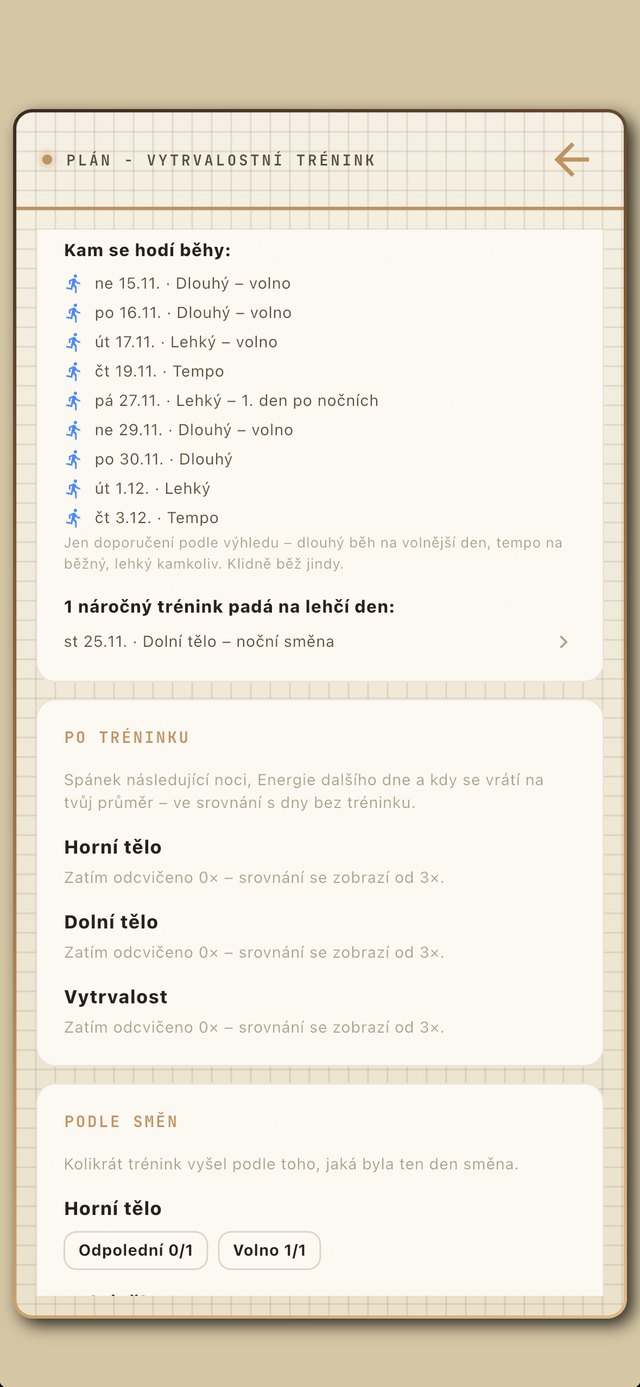 PLÁN - VYTRVALOSTNÍ TRÉNINK
Kam se hodí běhy:
ne 15.11. · Dlouhý – volno
po 16.11. · Dlouhý – volno
út 17.11. · Lehký – volno
čt 19.11. · Tempo
pá 27.11. · Lehký – 1. den po nočních
ne 29.11. · Dlouhý – volno
po 30.11. · Dlouhý
út 1.12. · Lehký
čt 3.12. · Tempo
Jen doporučení podle výhledu – dlouhý běh na volnější den, tempo na
běžný, lehký kamkoliv. Klidně běž jindy.
1 náročný trénink padá na lehčí den:
st 25.11. · Dolní tělo – noční směna
PO TRÉNINKU
Spánek následující noci, Energie dalšího dne a kdy se vrátí na
tvůj průměr – ve srovnání s dny bez tréninku.
Horní tělo
Zatím odcvičeno 0× – srovnání se zobrazí od 3×.
Dolní tělo
Zatím odcvičeno 0× – srovnání se zobrazí od 3×.
Vytrvalost
Zatím odcvičeno 0× – srovnání se zobrazí od 3×.
PODLE SMĚN
Kolikrát trénink vyšel podle toho, jaká byla ten den směna.
Horní tělo
Odpolední 0/1 Volno 1/1